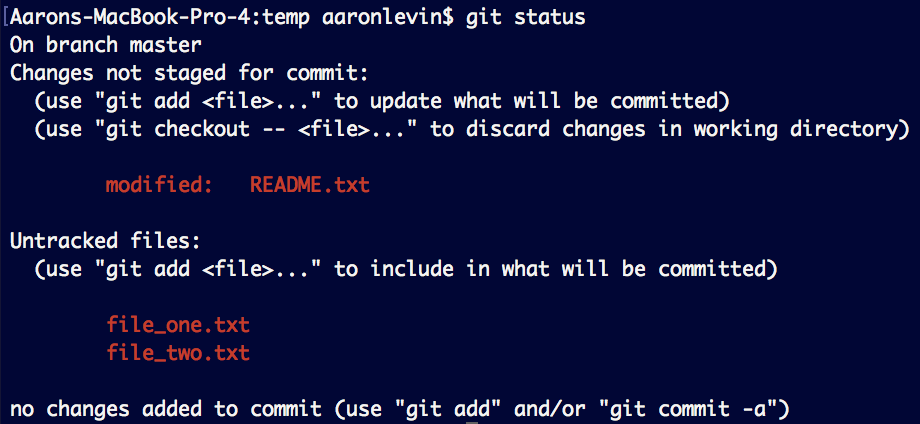 Aarons-MacBook-Pro-4:temp aaronlevin$ git status
On branch master
Changes not staged for commit:
  (use "git add <file>..." to update what will be committed)
  (use "git checkout -- <file>..." to discard changes in working directory)

        modified:   README.txt

Untracked files:
  (use "git add <file>..." to include in what will be committed)

        file_one.txt
        file_two.txt

no changes added to commit (use "git add" and/or "git commit -a")